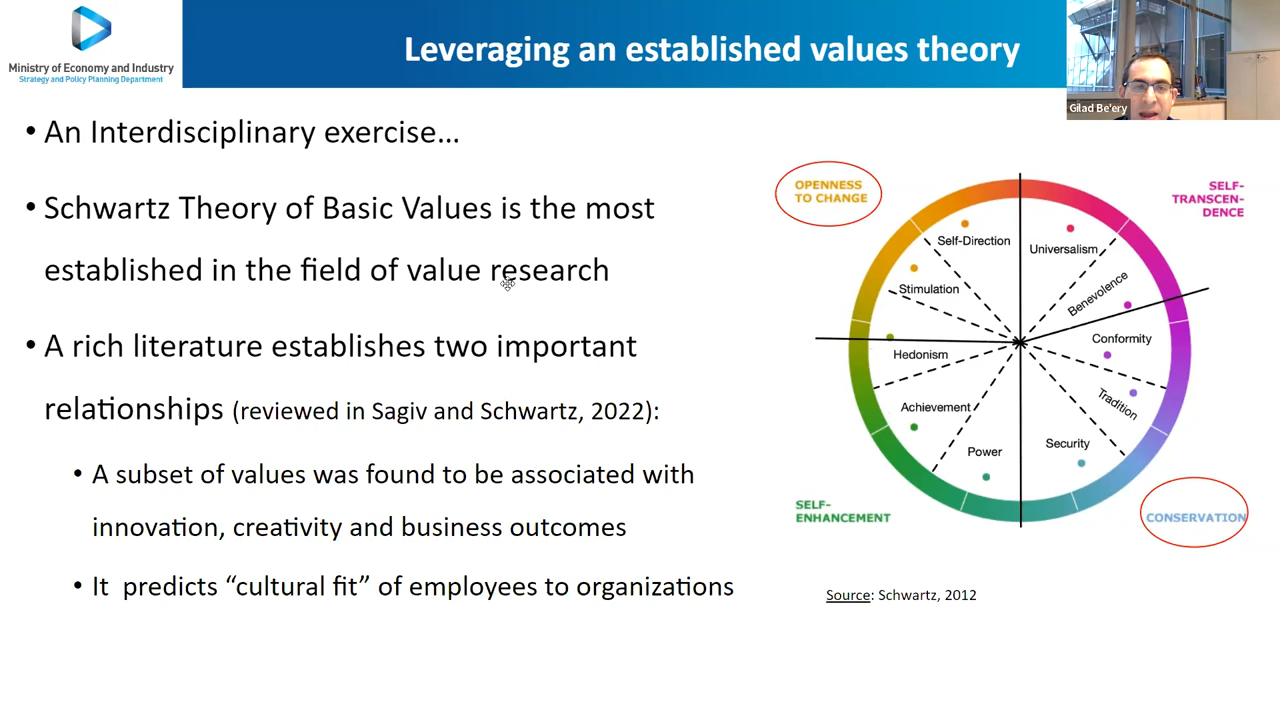 Ministry of Economy and Industry
Strategy and Policy Planning Department
Leveraging an established values theory
Gilad Be'ery
• An Interdisciplinary exercise…
• Schwartz Theory of Basic Values is the most
established in the field of value research
• A rich literature establishes two important
relationships (reviewed in Sagiv and Schwartz, 2022):
• A subset of values was found to be associated with
innovation, creativity and business outcomes
• It predicts “cultural fit” of employees to organizations
OPENNESS
TO CHANGE
SELF-
TRANSCEN-
DENCE
Self-Direction
Universalism
Stimulation
Benevolence
Hedonism
Conformity
Achievement
Tradition
Power
Security
SELF-
ENHANCEMENT
CONSERVATION
Source: Schwartz, 2012